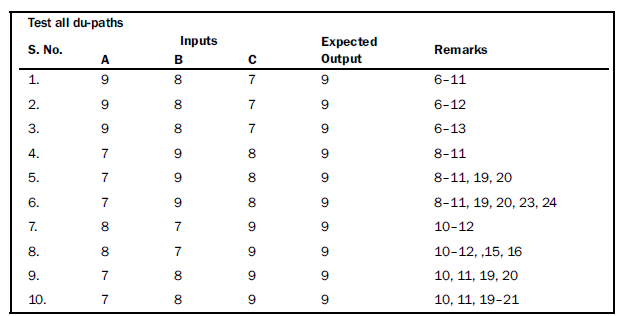 Test all du-paths
S. No. Inputs Expected Output Remarks
A B C
1. 9 8 7 9 6–11
2. 9 8 7 9 6–12
3. 9 8 7 9 6–13
4. 7 9 8 9 8–11
5. 7 9 8 9 8–11, 19, 20
6. 7 9 8 9 8–11, 19, 20, 23, 24
7. 8 7 9 9 10–12
8. 8 7 9 9 10–12, ,15, 16
9. 7 8 9 9 10, 11, 19, 20
10. 7 8 9 9 10, 11, 19–21